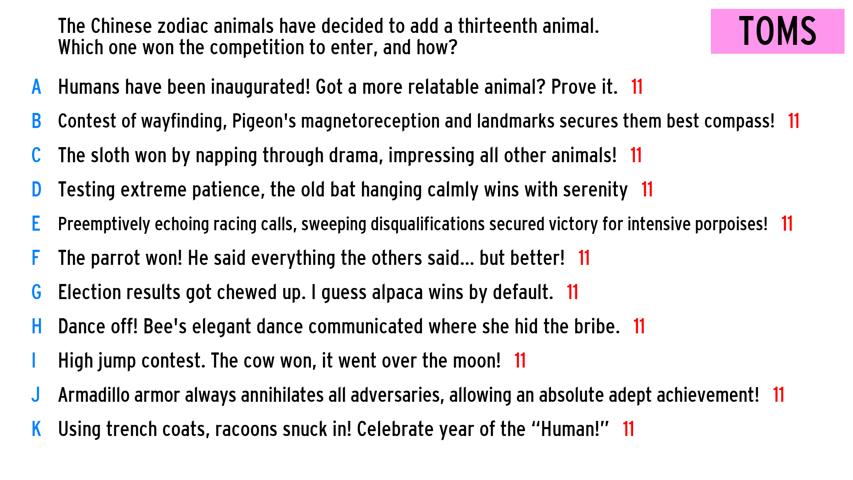 The Chinese zodiac animals have decided to add a thirteenth animal.
Which one won the competition to enter, and how?
TOMS
A Humans have been inaugurated! Got a more relatable animal? Prove it. 11
B Contest of wayfinding, Pigeon's magnetoreception and landmarks secures them best compass! 11
C The sloth won by napping through drama, impressing all other animals! 11
D Testing extreme patience, the old bat hanging calmly wins with serenity 11
E Preemptively echoing racing calls, sweeping disqualifications secured victory for intensive porpoises! 11
F The parrot won! He said everything the others said... but better! 11
G Election results got chewed up. I guess alpaca wins by default. 11
H Dance off! Bee's elegant dance communicated where she hid the bribe. 11
I High jump contest. The cow won, it went over the moon! 11
J Armadillo armor always annihilates all adversaries, allowing an absolute adept achievement! 11
K Using trench coats, racoons snuck in! Celebrate year of the “Human!” 11